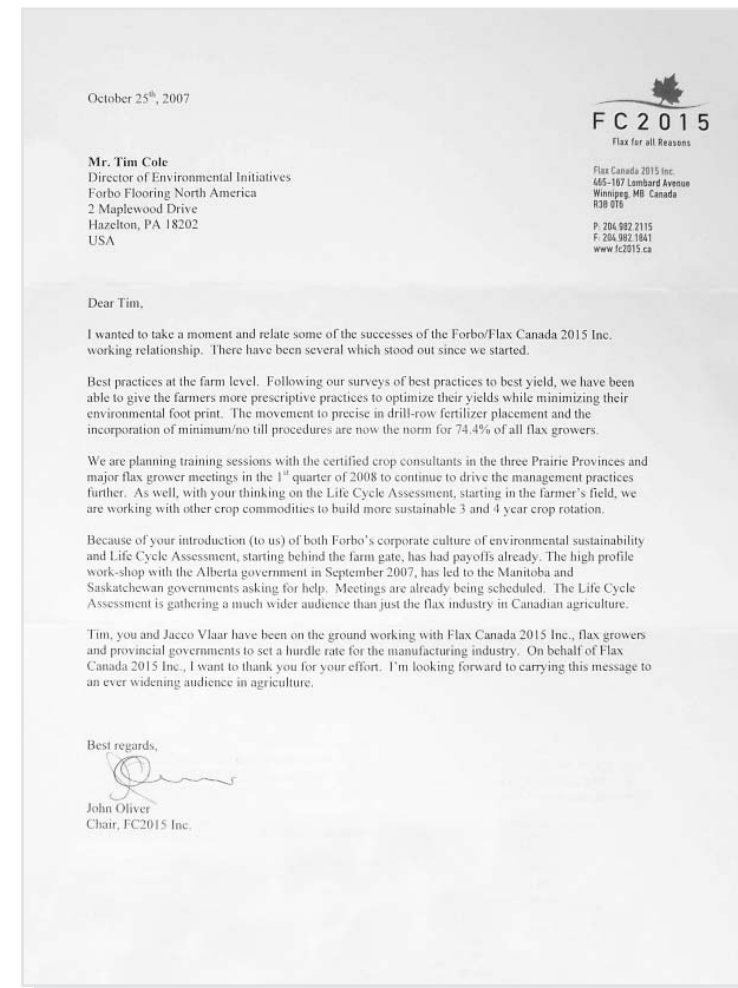 October 25th, 2007
FC2015
Flax for all Reasons
Flax Canada 2015 Inc.
465-167 Lombard Avenue
Winnipeg, MB Canada
R3B 0T6
P: 204.982.2115
F: 204.982.1841
www.fc2015.ca
Mr. Tim Cole
Director of Environmental Initiatives
Forbo Flooring North America
2 Maplewood Drive
Hazelton, PA 18202
USA
Dear Tim,
I wanted to take a moment and relate some of the successes of the Forbo/Flax Canada 2015 Inc.
working relationship. There have been several which stood out since we started.
Best practices at the farm level. Following our surveys of best practices to best yield, we have been
able to give the farmers more prescriptive practices to optimize their yields while minimizing their
environmental foot print. The movement to precise in drill-row fertilizer placement and the
incorporation of minimum/no till procedures are now the norm for 74.4% of all flax growers.
We are planning training sessions with the certified crop consultants in the three Prairie Provinces and
major flax grower meetings in the 1st quarter of 2008 to continue to drive the management practices
further. As well, with your thinking on the Life Cycle Assessment, starting in the farmer's field, we
are working with other crop commodities to build more sustainable 3 and 4 year crop rotation.
Because of your introduction (to us) of both Forbo's corporate culture of environmental sustainability
and Life Cycle Assessment, starting behind the farm gate, has had payoffs already. The high profile
work-shop with the Alberta government in September 2007, has led to the Manitoba and
Saskatchewan governments asking for help. Meetings are already being scheduled. The Life Cycle
Assessment is gathering a much wider audience than just the flax industry in Canadian agriculture.
Tim, you and Jacco Vlaar have been on the ground working with Flax Canada 2015 Inc., flax growers
and provincial governments to set a hurdle rate for the manufacturing industry. On behalf of Flax
Canada 2015 Inc., I want to thank you for your effort. I'm looking forward to carrying this message to
an ever widening audience in agriculture.
Best regards,
John Oliver
Chair, FC2015 Inc.